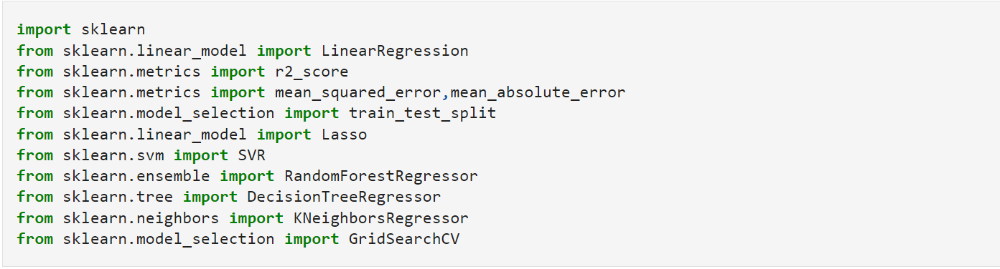 import sklearn
from sklearn.linear_model import LinearRegression
from sklearn.metrics import r2_score
from sklearn.metrics import mean_squared_error,mean_absolute_error
from sklearn.model_selection import train_test_split
from sklearn.linear_model import Lasso
from sklearn.svm import SVR
from sklearn.ensemble import RandomForestRegressor
from sklearn.tree import DecisionTreeRegressor
from sklearn.neighbors import KNeighborsRegressor
from sklearn.model_selection import GridSearchCV